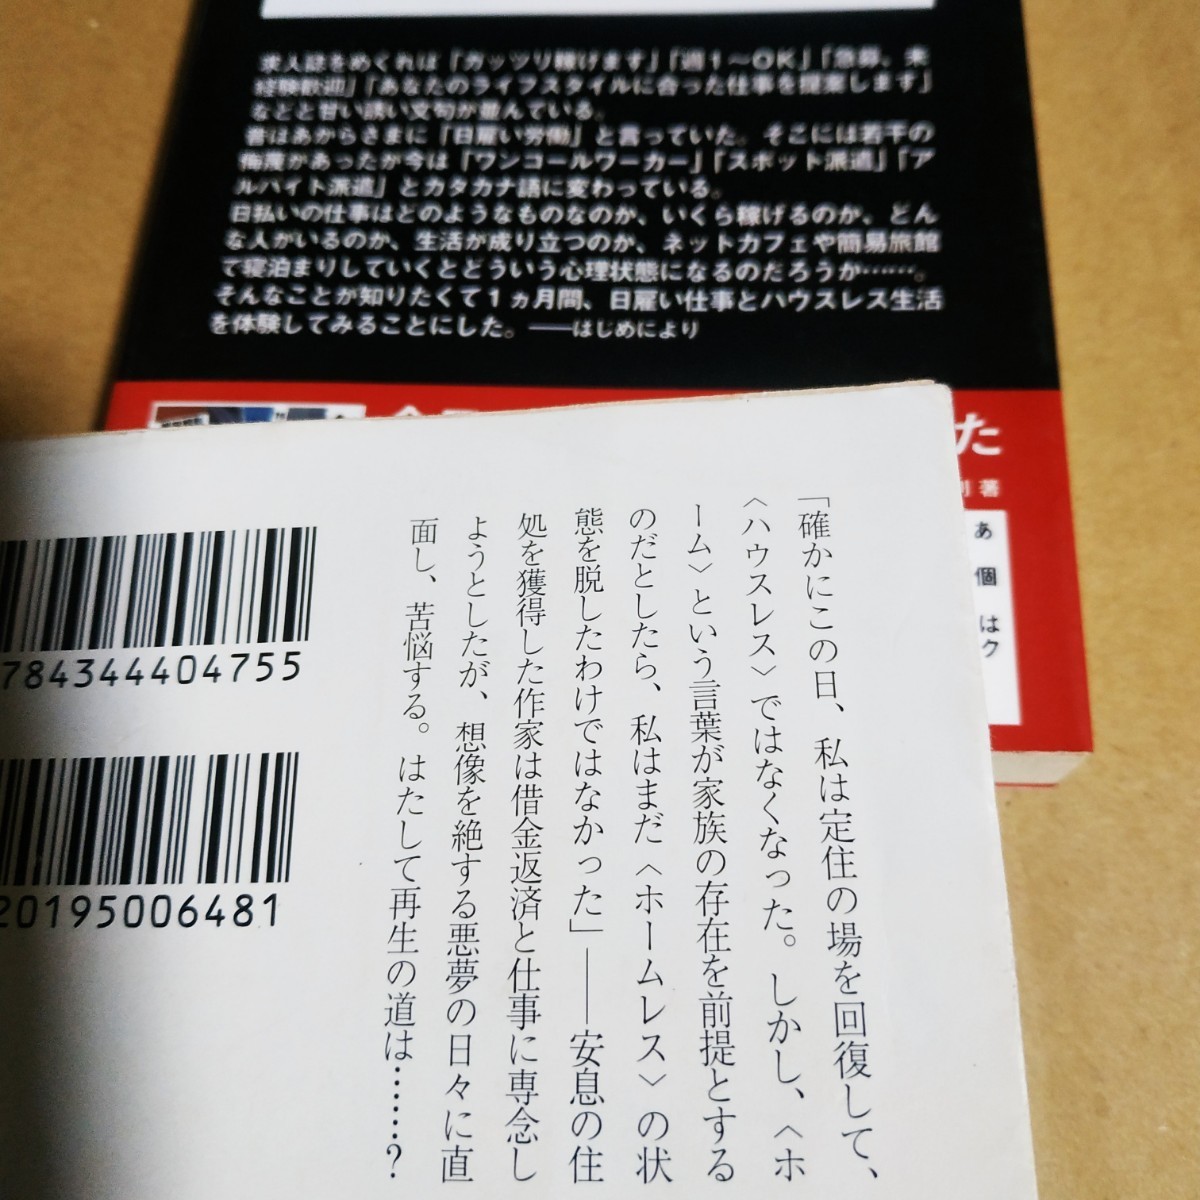 求人誌をめくれば「ガッツリ稼げます」「週1〜OK」「急募、未
経験歓迎」「あなたのライフスタイルに合った仕事を提案します」
などと甘い誘い文句が並んでいる。
昔はあからさまに「日雇い労働」と言っていた。そこには若干の
侮蔑があったが今は「ワンコールワーカー」「スポット派遣」「ア
ルバイト派遣」とカタカナ語に変わっている。
日払いの仕事はどのようなものなのか、いくら稼げるのか、どん
な人がいるのか、生活が成り立つのか、ネットカフェや簡易旅館
で寝泊まりしていくとどういう心理状態になるのだろうか……。
そんなことが知りたくて1ヵ月間、日雇い仕事とハウスレス生活
を体験してみることにした。――はじめにより
た
著
あ
個
は
ク
「確かにこの日、私は定住の場を回復して、
〈ハウスレス〉ではなくなった。しかし、〈ホ
ーム〉という言葉が家族の存在を前提とする
のだとしたら、私はまだ〈ホームレス〉の状
態を脱したわけではなかった」――安息の住
処を獲得した作家は借金返済と仕事に専念し
ようとしたが、想像を絶する悪夢の日々に直
面し、苦悩する。はたして再生の道は……？
784344404755
20195006481